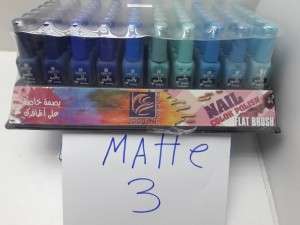 بصمة خاصة
على أظافرك
NAIL
COLOR POLISH
FLAT BRUSH
MAtte
3